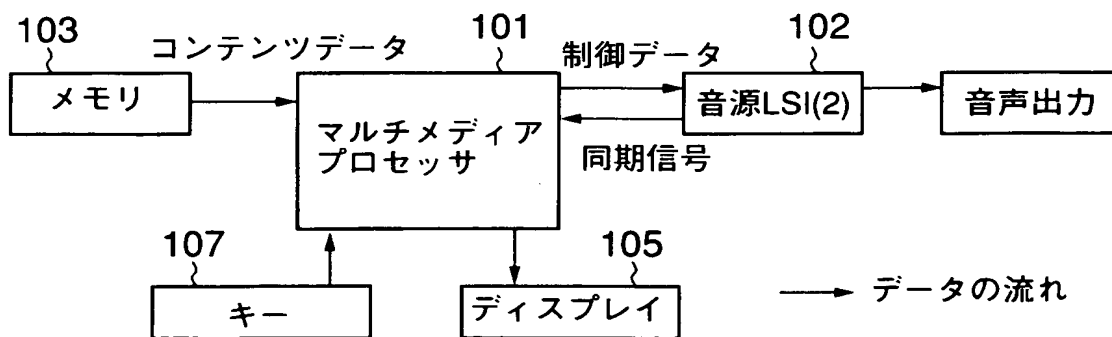 103
コンテンツデータ
101
制御データ
102
メモリ
マルチメディア
プロセッサ
音源LSI(2)
音声出力
同期信号
107
105
キー
ディスプレイ
データの流れ